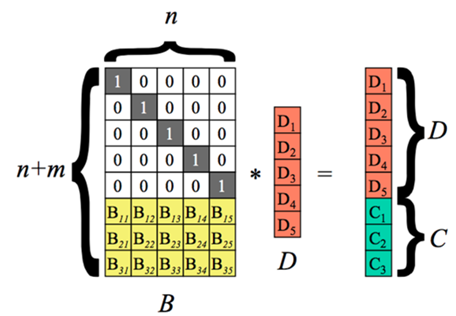 n
1 0 0 0 0
0 1 0 0 0
0 0 1 0 0
0 0 0 1 0
0 0 0 0 1
B11 B12 B13 B14 B15
B21 B22 B23 B24 B25
B31 B32 B33 B34 B35
n+m
B
*
D1
D2
D3
D4
D5
D
=
D1
D2
D3
D4
D5
C1
C2
C3
D
C